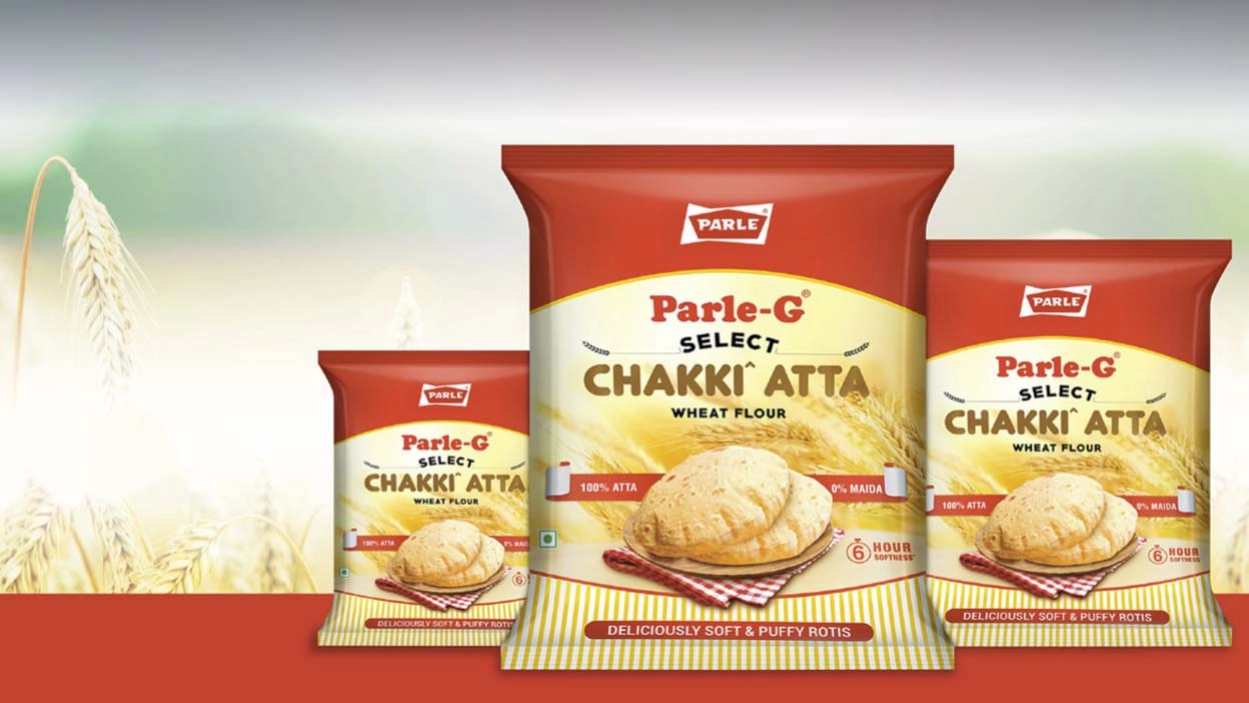 PARLE®
Parle-G®
SELECT
CHAKKI^ ATTA
WHEAT FLOUR
100% ATTA
0% MAIDA
6 HOUR
SOFTNESS*
DELICIOUSLY SOFT & PUFFY ROTIS
PARLE
Parle-G®
SELECT
CHAKKI^ ATTA
WHEAT FLOUR
100% ATTA
0% MAIDA
6 HOUR
SOFTNESS*
DELICIOUSLY SOFT & PUFFY ROTIS
PARLE
Parle-G®
SELECT
CHAKKI^ ATTA
WHEAT FLOUR
100% ATTA
0%
6
DELICIOUSLY SOFT & PUFFY ROTIS